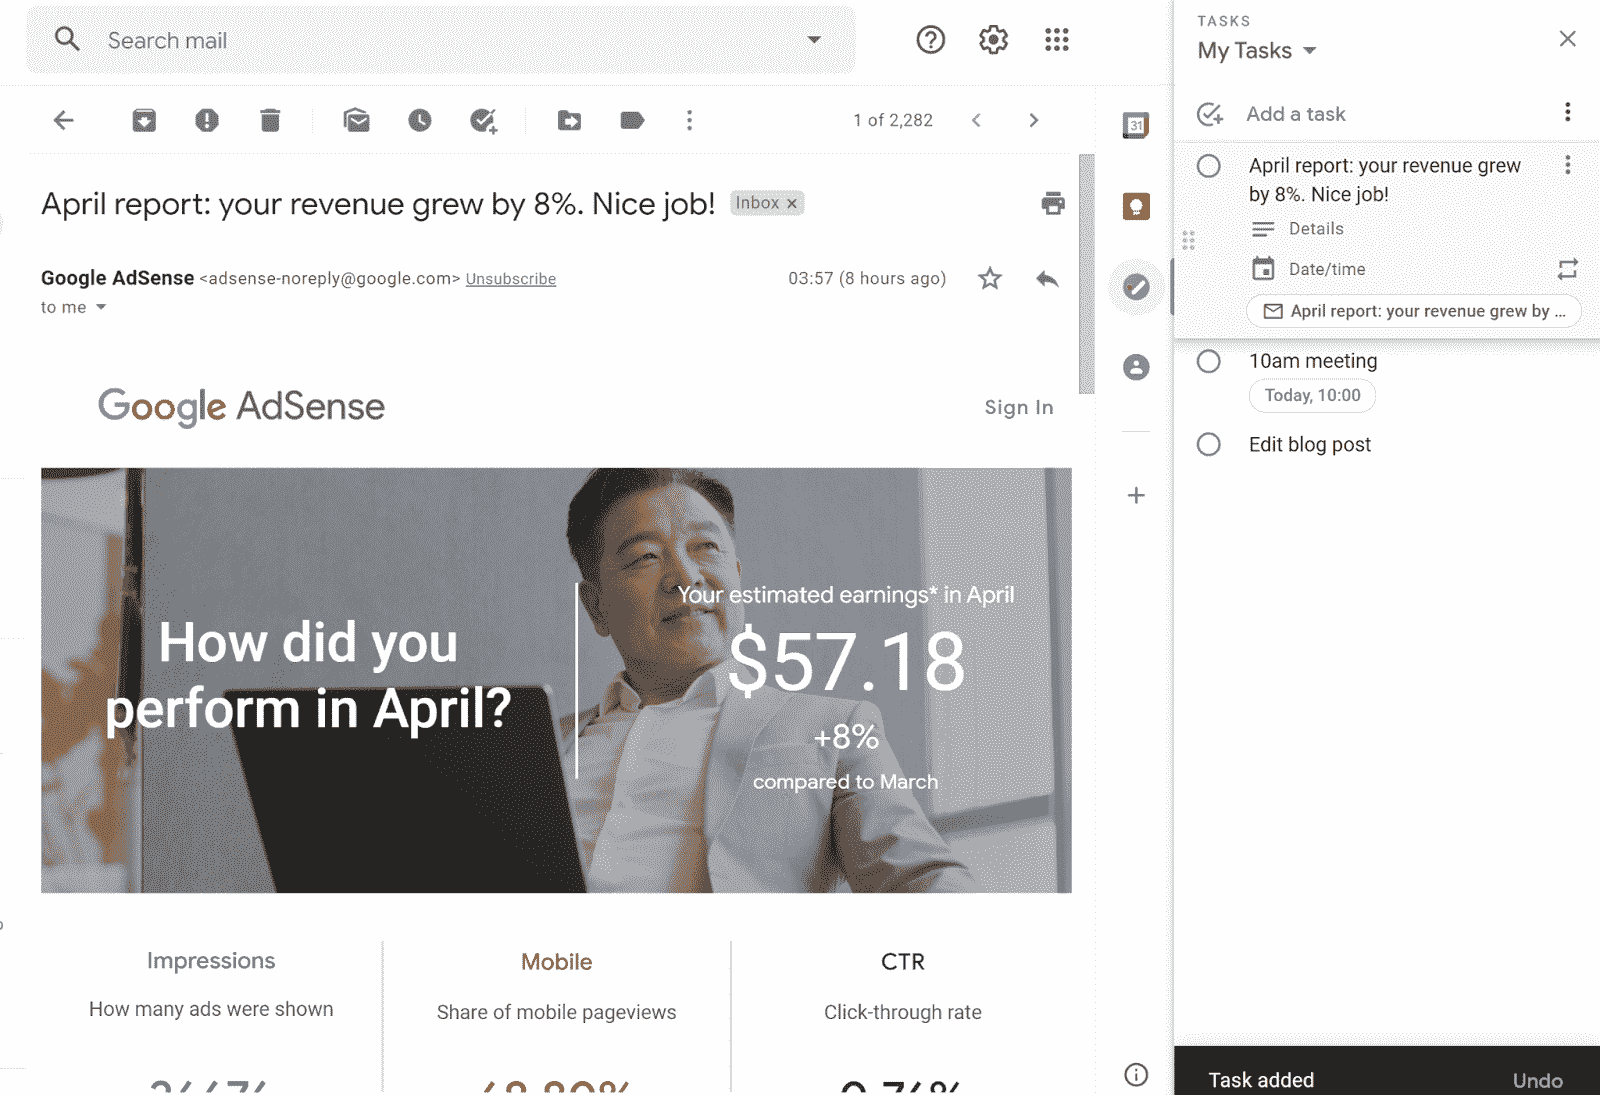 Search mail
1 of 2,282
April report: your revenue grew by 8%. Nice job!
Inbox ×
Google AdSense <adsense-noreply@google.com> Unsubscribe
03:57 (8 hours ago)
to me
Google AdSense
Sign In
How did you
perform in April?
Your estimated earnings* in April
$57.18
+8%
compared to March
Impressions
How many ads were shown
Mobile
Share of mobile pageviews
CTR
Click-through rate
31
TASKS
My Tasks
Add a task
April report: your revenue grew
by 8%. Nice job!
Details
Date/time
April report: your revenue grew by ...
10am meeting
Today, 10:00
Edit blog post
Task added
Undo